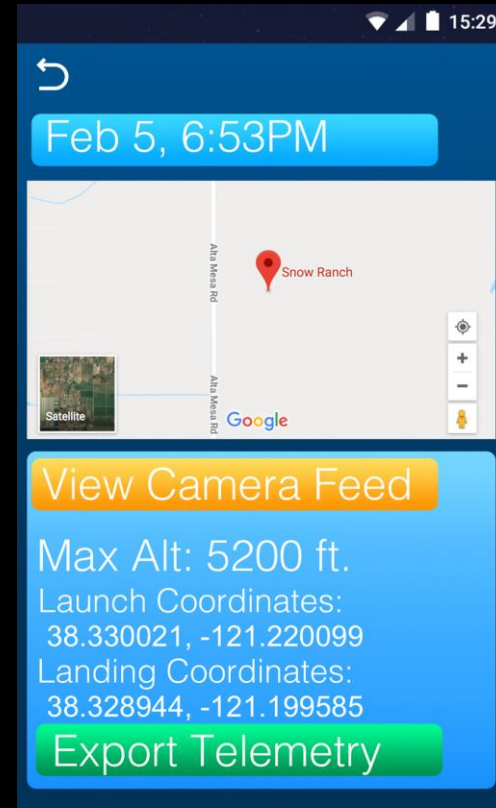 15:29
Feb 5, 6:53PM
Alta Mesa Rd
Snow Ranch
Alta Mesa Rd
Satellite
Google
View Camera Feed
Max Alt: 5200 ft.
Launch Coordinates:
38.330021, -121.220099
Landing Coordinates:
38.328944, -121.199585
Export Telemetry